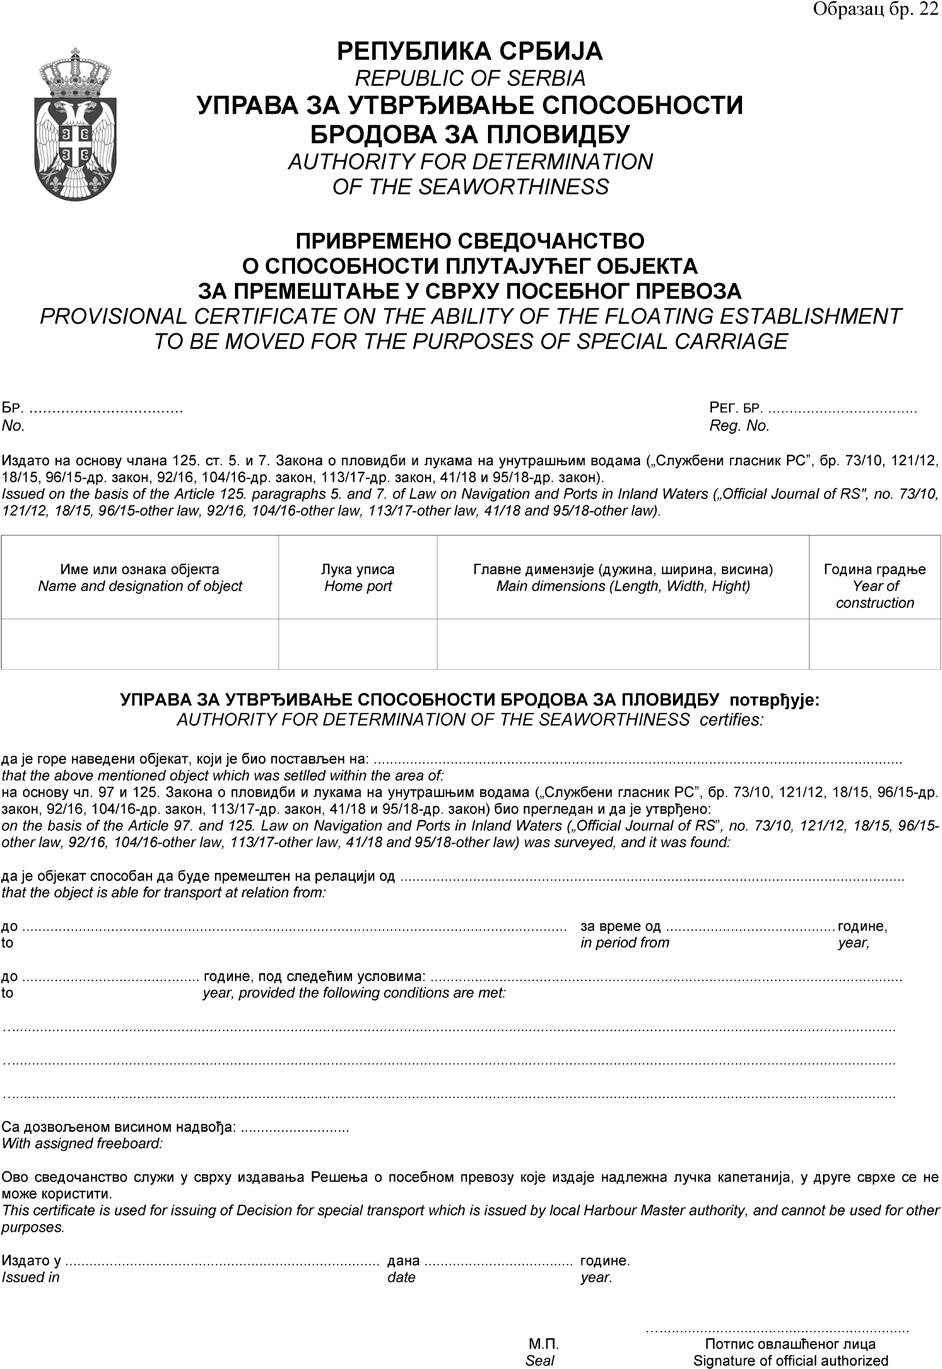 Образац бр. 22
РЕПУБЛИКА СРБИЈА
REPUBLIC OF SERBIA
УПРАВА ЗА УТВРЂИВАЊЕ СПОСОБНОСТИ
БРОДОВА ЗА ПЛОВИДБУ
AUTHORITY FOR DETERMINATION
OF THE SEAWORTHINESS
ПРИВРЕМЕНО СВЕДОЧАНСТВО
О СПОСОБНОСТИ ПЛУТАЈУЋЕГ ОБЈЕКТА
ЗА ПРЕМЕШТАЊЕ У СВРХУ ПОСЕБНОГ ПРЕВОЗА
PROVISIONAL CERTIFICATE ON THE ABILITY OF THE FLOATING ESTABLISHMENT
TO BE MOVED FOR THE PURPOSES OF SPECIAL CARRIAGE
БР. .................................. РЕГ. БР. ..................................
No. Reg. No.
Издато на основу члана 125. ст. 5. и 7. Закона о пловидби и лукама на унутрашњим водама („Службени гласник РС”, бр. 73/10, 121/12,
18/15, 96/15-др. закон, 92/16, 104/16-др. закон, 113/17-др. закон, 41/18 и 95/18-др. закон).
Issued on the basis of the Article 125. paragraphs 5. and 7. of Law on Navigation and Ports in Inland Waters („Official Journal of RS", no. 73/10,
121/12, 18/15, 96/15-other law, 92/16, 104/16-other law, 113/17-other law, 41/18 and 95/18-other law).
Име или ознака објекта Лука уписа Главне димензије (дужина, ширина, висина) Година градње
Name and designation of object Home port Main dimensions (Length, Width, Hight) Year of
construction
УПРАВА ЗА УТВРЂИВАЊЕ СПОСОБНОСТИ БРОДОВА ЗА ПЛОВИДБУ потврђује:
AUTHORITY FOR DETERMINATION OF THE SEAWORTHINESS certifies:
да је горе наведени објекат, који је био постављен на: ....................................................................................
that the above mentioned object which was setlled within the area of:
на основу чл. 97 и 125. Закона о пловидби и лукама на унутрашњим водама („Службени гласник РС”, бр. 73/10, 121/12, 18/15, 96/15-др.
закон, 92/16, 104/16-др. закон, 113/17-др. закон, 41/18 и 95/18-др. закон) био прегледан и да је утврђено:
on the basis of the Article 97. and 125. Law on Navigation and Ports in Inland Waters („Official Journal of RS”, no. 73/10, 121/12, 18/15, 96/15-
other law, 92/16, 104/16-other law, 113/17-other law, 41/18 and 95/18-other law) was surveyed, and it was found:
да је објекат способан да буде премештен на релацији од ....................................................................................
that the object is able for transport at relation from:
до .................................................................................... за време од .......................................... године,
to in period from year,
до ............................................ године, под следећим условима: ....................................................................................
to year, provided the following conditions are met:
....................................................................................
....................................................................................
....................................................................................
Са дозвољеном висином надвођа: ...........................
With assigned freeboard:
Ово сведочанство служи у сврху издавања Решења о посебном превозу које издаје надлежна лучка капетанија, у друге сврхе се не
може користити.
This certificate is used for issuing of Decision for special transport which is issued by local Harbour Master authority, and cannot be used for other
purposes.
Издато у .............................................................................. дана ..................................... године.
Issued in date year.
..................................................................
М.П. Потпис овлашћеног лица
Seal Signature of official authorized